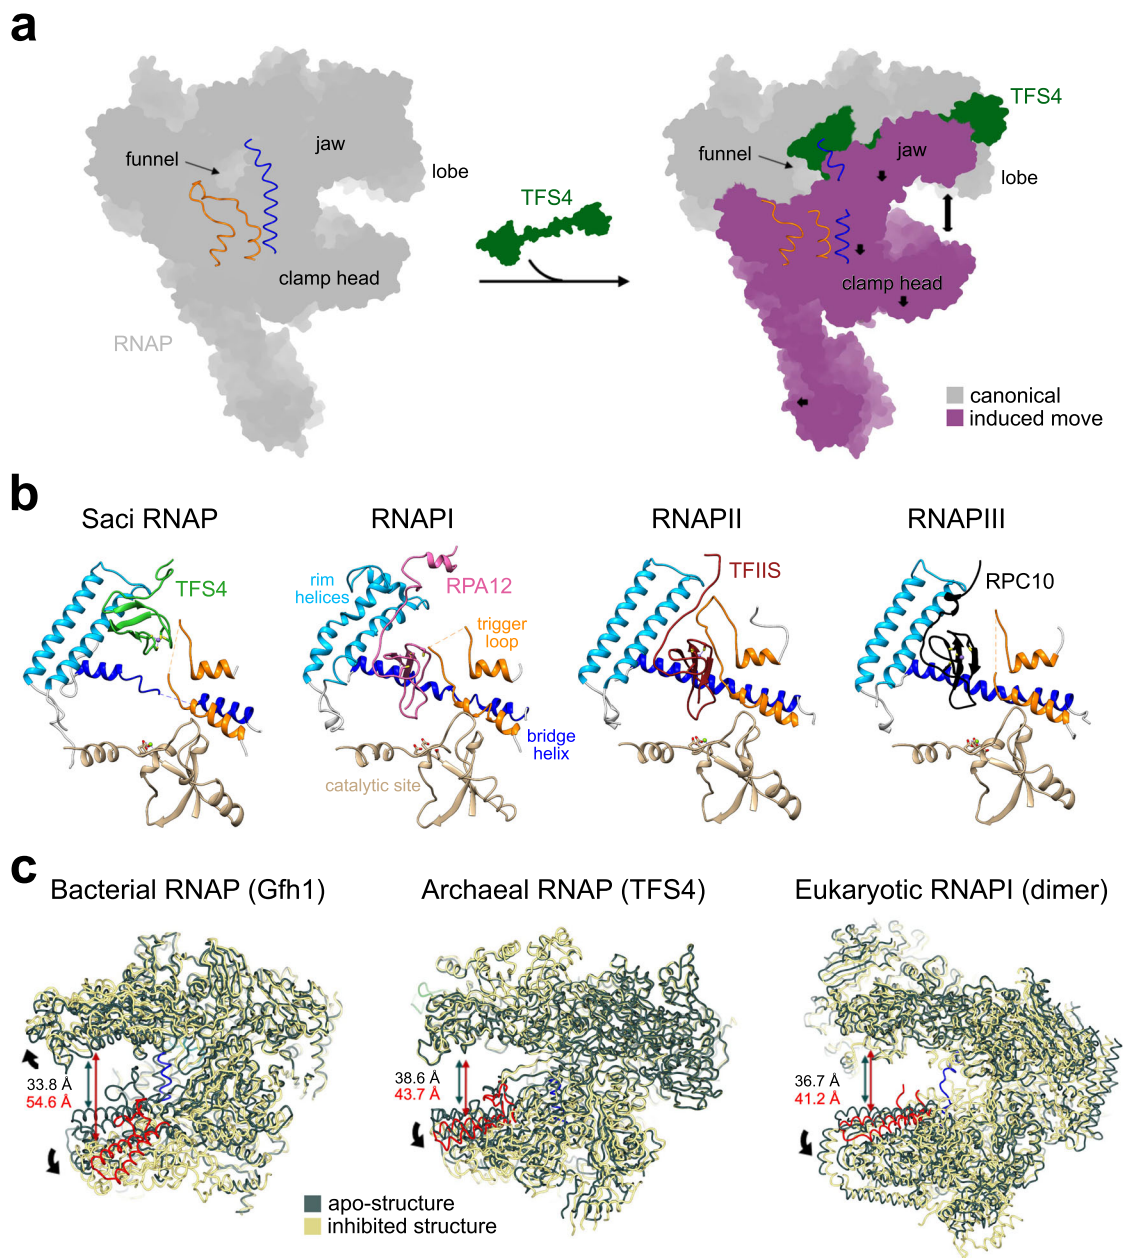 a
funnel
jaw
lobe
clamp head
RNAP
TFS4
TFS4
funnel
jaw
lobe
clamp head
canonical
induced move
b
Saci RNAP
RNAPI
RNAPII
RNAPIII
TFS4
rim
helices
RPA12
trigger
loop
bridge
helix
catalytic site
TFIIS
RPC10
c
Bacterial RNAP (Gfh1)
Archaeal RNAP (TFS4)
Eukaryotic RNAPI (dimer)
33.8 Å
54.6 Å
38.6 Å
43.7 Å
36.7 Å
41.2 Å
apo-structure
inhibited structure